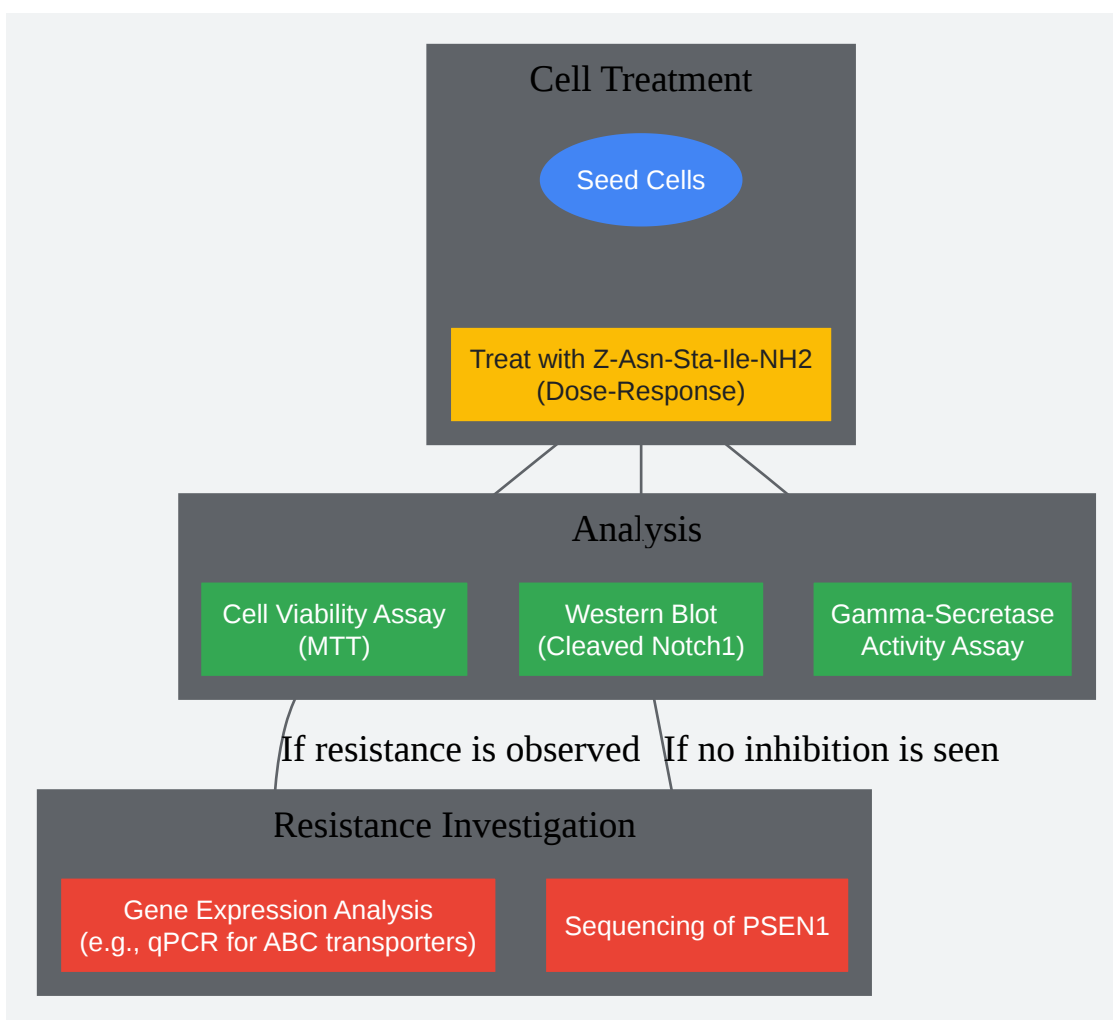 Cell Treatment
Seed Cells
Treat with Z-Asn-Sta-Ile-NH2
(Dose-Response)
Analysis
Cell Viability Assay
(MTT)
Western Blot
(Cleaved Notch1)
Gamma-Secretase
Activity Assay
If resistance is observed
If no inhibition is seen
Resistance Investigation
Gene Expression Analysis
(e.g., qPCR for ABC transporters)
Sequencing of PSEN1